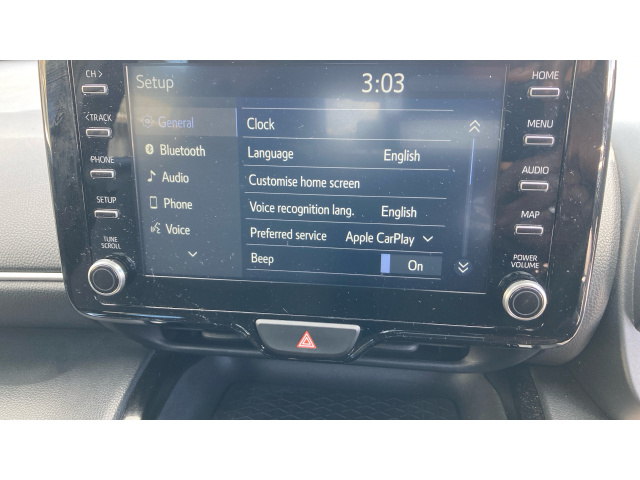 CH >
< TRACK
PHONE
SETUP
TUNE
SCROLL
Setup
3:03
General
Bluetooth
Audio
Phone
Voice
Clock
Language English
Customise home screen
Voice recognition lang. English
Preferred service Apple CarPlay
Beep On
HOME
MENU
AUDIO
MAP
POWER
VOLUME